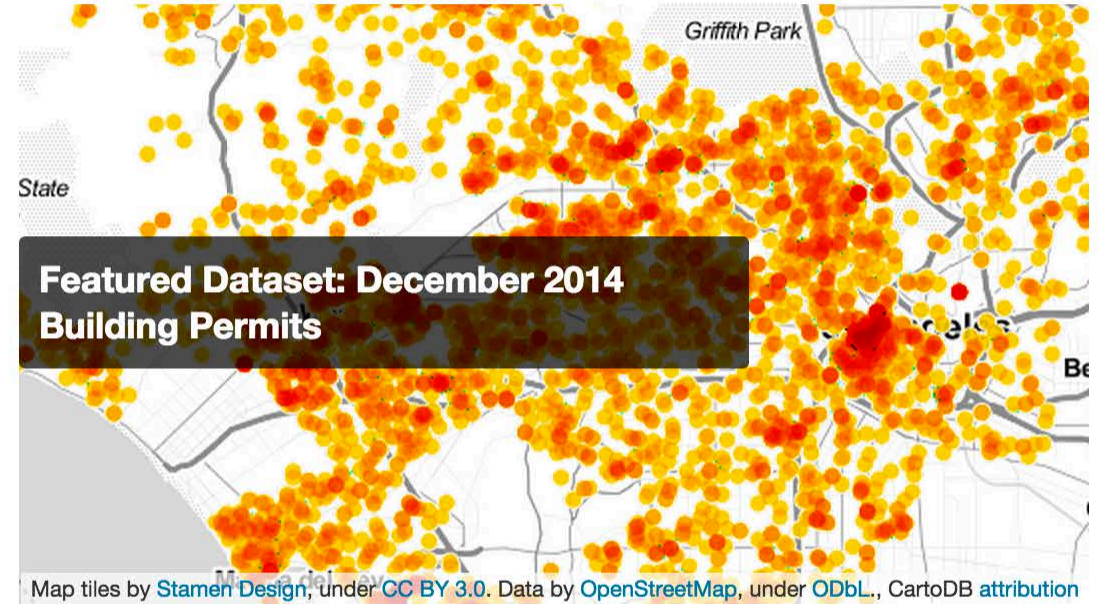 Griffith Park
State
Featured Dataset: December 2014
Building Permits
Be
Map tiles by Stamen Design, under CC BY 3.0. Data by OpenStreetMap, under ODbL., CartoDB attribution